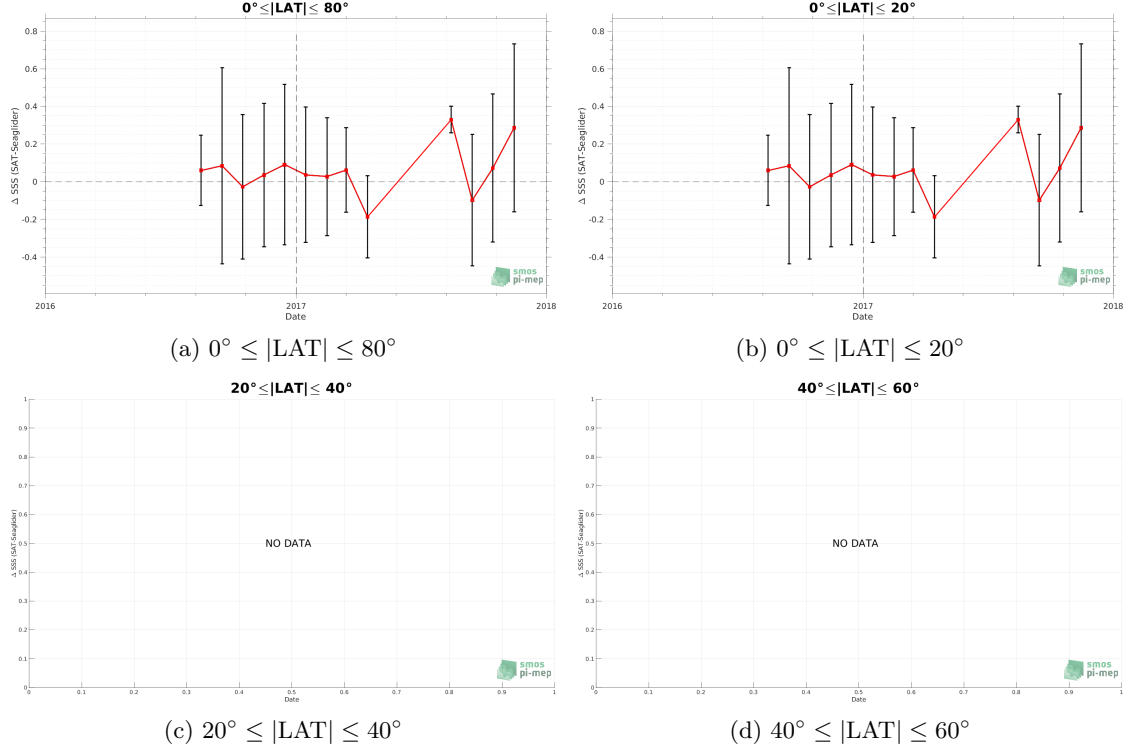 0°≤|LAT|≤ 80°
0.8
0.6
0.4
0.2
0
-0.2
-0.4
Δ SSS (SAT-Seaglider)
2016
2017
2018
Date
smos
pi-mep
(a) 0° ≤ |LAT| ≤ 80°
0°≤|LAT|≤ 20°
0.8
0.6
0.4
0.2
0
-0.2
-0.4
Δ SSS (SAT-Seaglider)
2016
2017
2018
Date
smos
pi-mep
(b) 0° ≤ |LAT| ≤ 20°
20°≤|LAT|≤ 40°
1
0.9
0.8
0.7
0.6
0.5
0.4
0.3
0.2
0.1
0
Δ SSS (SAT-Seaglider)
NO DATA
0 0.1 0.2 0.3 0.4 0.5 0.6 0.7 0.8 0.9 1
Date
smos
pi-mep
(c) 20° ≤ |LAT| ≤ 40°
40°≤|LAT|≤ 60°
1
0.9
0.8
0.7
0.6
0.5
0.4
0.3
0.2
0.1
0
Δ SSS (SAT-Seaglider)
NO DATA
0 0.1 0.2 0.3 0.4 0.5 0.6 0.7 0.8 0.9 1
Date
smos
pi-mep
(d) 40° ≤ |LAT| ≤ 60°